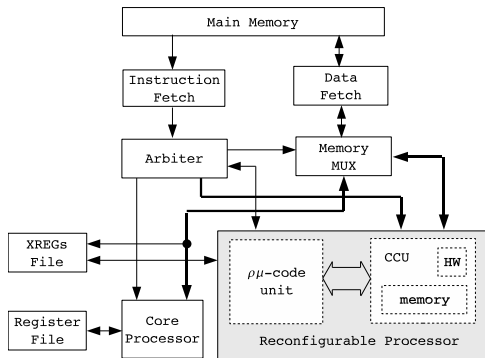 Main Memory
Instruction
Fetch
Data
Fetch
Arbiter
Memory
MUX
XREGs
File
ρμ-code
unit
CCU
HW
memory
Register
File
Core
Processor
Reconfigurable Processor